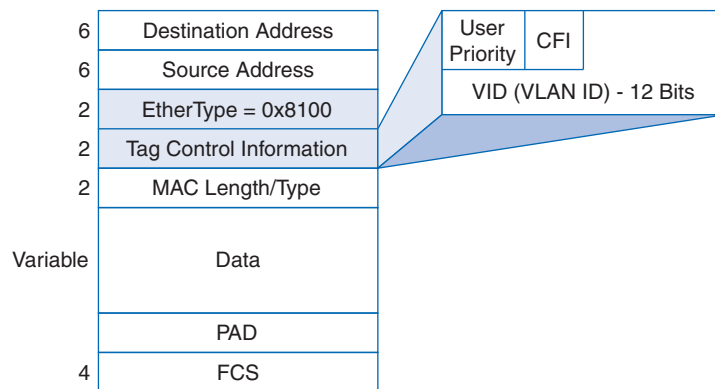 6 Destination Address
6 Source Address
2 EtherType = 0x8100
2 Tag Control Information
2 MAC Length/Type
Variable Data
PAD
4 FCS
User
Priority
CFI
VID (VLAN ID) - 12 Bits